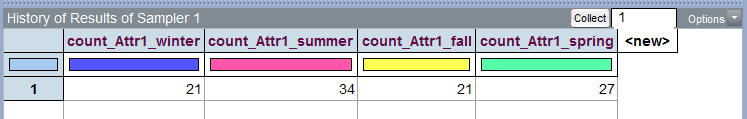 History of Results of Sampler 1 Collect 1 Options
count_Attr1_winter count_Attr1_summer count_Attr1_fall count_Attr1_spring <new>
1 21 34 21 27